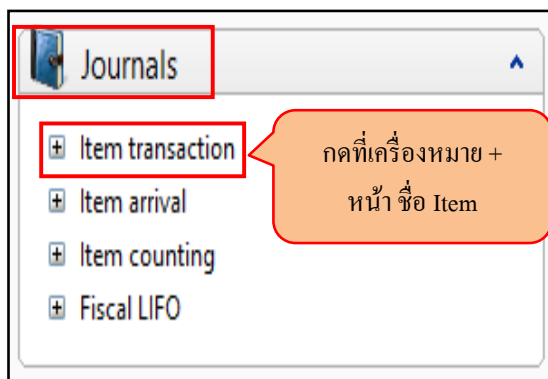 Journals
Item transaction
กดที่เครื่องหมาย +
หน้า ชื่อ Item
Item arrival
Item counting
Fiscal LIFO